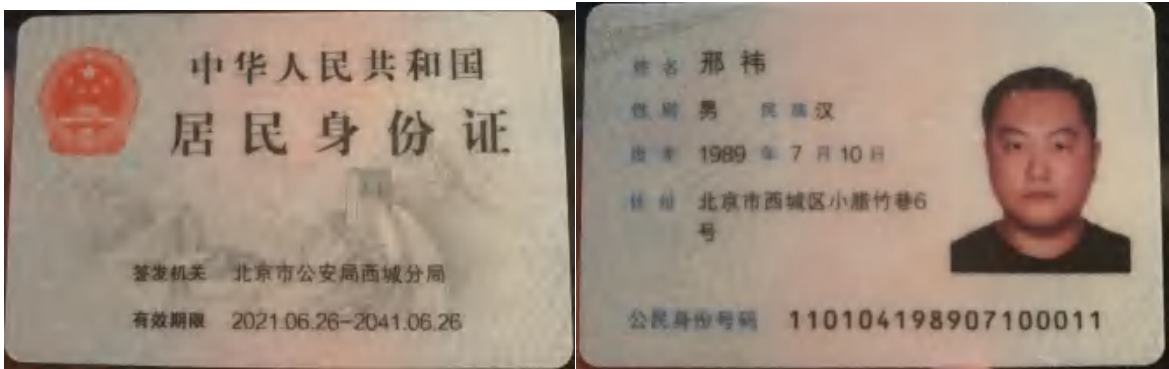 中华人民共和国
居民身份证
签发机关 北京市公安局西城分局
有效期限 2021.06.26-2041.06.26
姓名 邢祎
性别 男 民族 汉
出生 1989 年 7 月 10 日
住址 北京市西城区小腊竹巷6
号
公民身份号码 110104198907100011